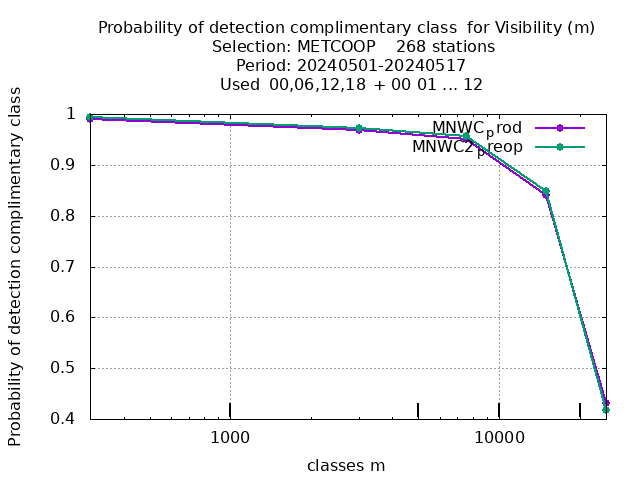 Probability of detection complimentary class  for Visibility (m)
Selection: METCOOP    268 stations
Period: 20240501-20240517
Used  00,06,12,18 + 00 01 ... 12
Probability of detection complimentary class
1
0.9
0.8
0.7
0.6
0.5
0.4
MNWCprod
MNWC2preop
1000
10000
classes m